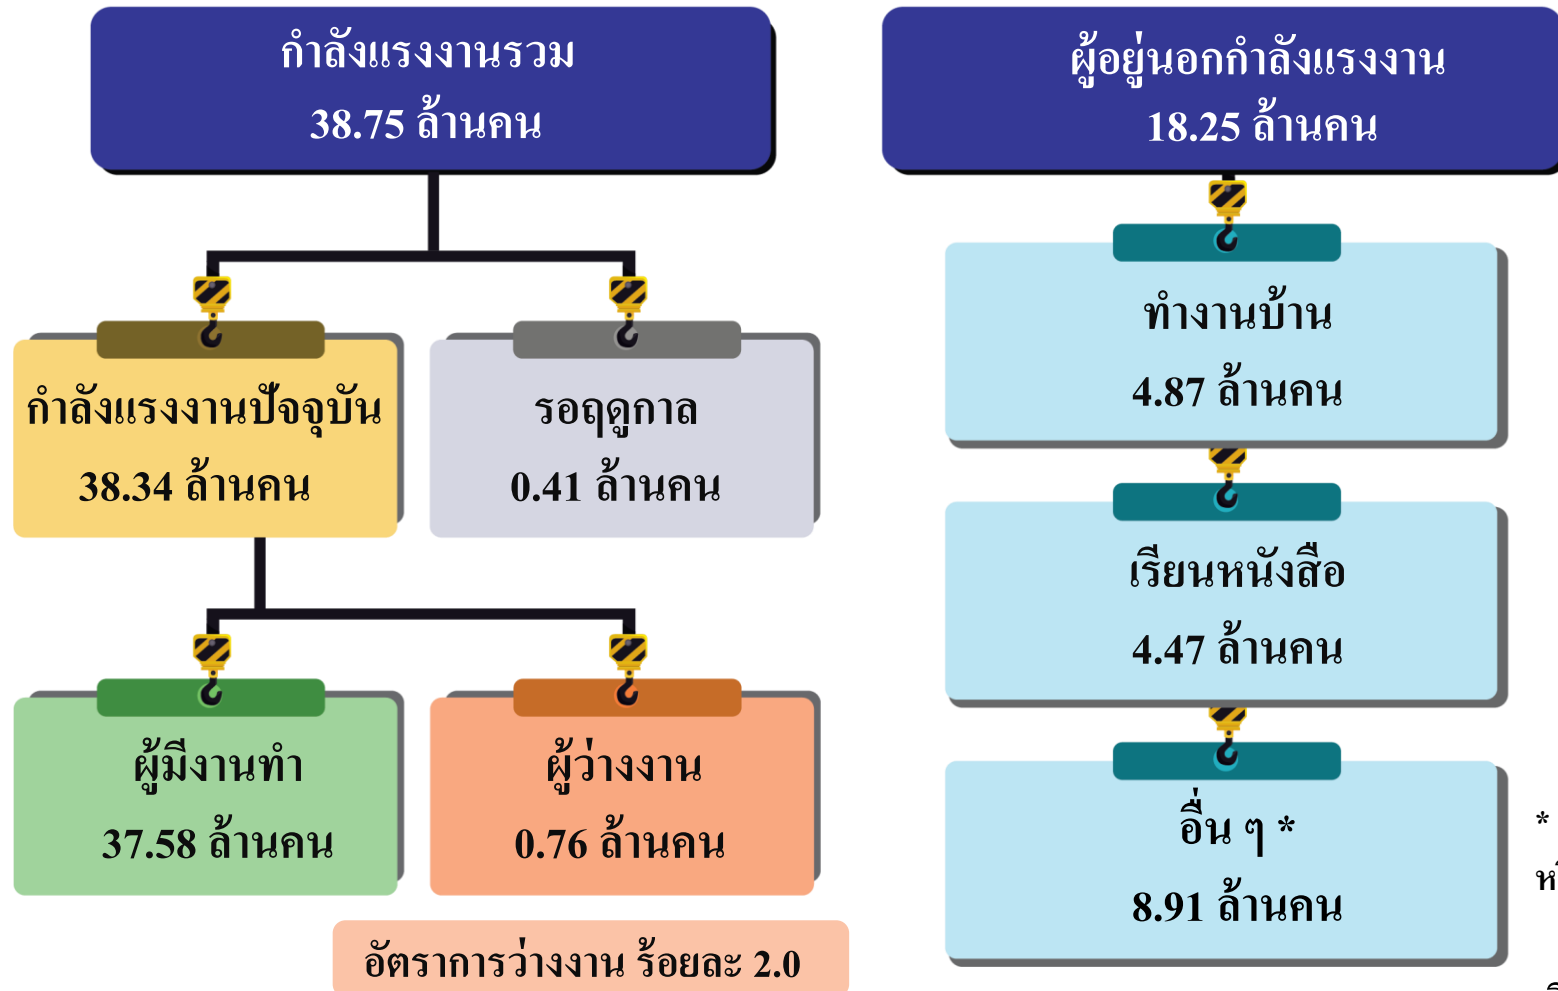 กำลังแรงงานรวม
38.75 ล้านคน
กำลังแรงงานปัจจุบัน
38.34 ล้านคน
รอฤดูกาล
0.41 ล้านคน
ผู้มีงานทำ
37.58 ล้านคน
ผู้ว่างงาน
0.76 ล้านคน
อัตราการว่างงาน ร้อยละ 2.0
ผู้อยู่นอกกำลังแรงงาน
18.25 ล้านคน
ทำงานบ้าน
4.87 ล้านคน
เรียนหนังสือ
4.47 ล้านคน
อื่น ๆ *
8.91 ล้านคน
*